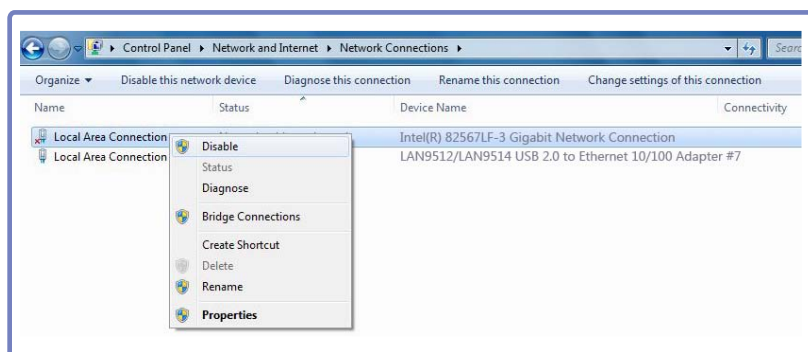 Control Panel ▸ Network and Internet ▸ Network Connections ▸
Organize Disable this network device Diagnose this connection Rename this connection Change settings of this connection
Name Status Device Name Connectivity
Local Area Connection Intel(R) 82567LF-3 Gigabit Network Connection
Local Area Connection LAN9512/LAN9514 USB 2.0 to Ethernet 10/100 Adapter #7
Disable
Status
Diagnose
Bridge Connections
Create Shortcut
Delete
Rename
Properties